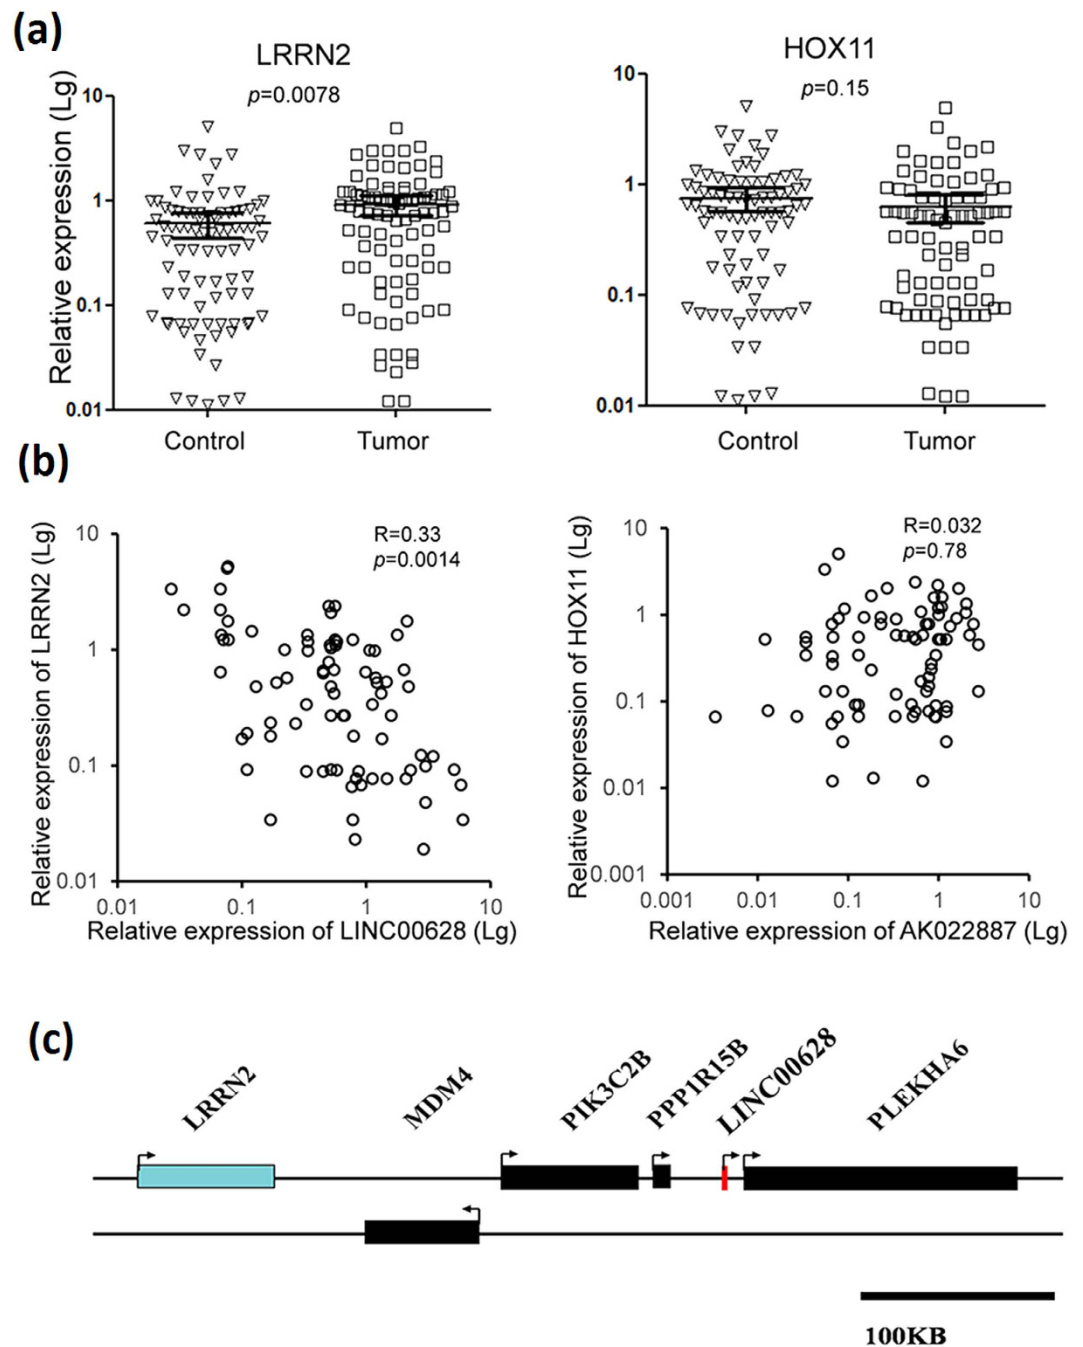 (a)
LRRN2
p=0.0078
Relative expression (Lg)
10
1
0.1
0.01
Control
Tumor
HOX11
p=0.15
10
1
0.1
0.01
Control
Tumor
(b)
R=0.33
p=0.0014
Relative expression of LRRN2 (Lg)
10
1
0.1
0.01
0.01
0.1
1
10
Relative expression of LINC00628 (Lg)
R=0.032
p=0.78
Relative expression of HOX11 (Lg)
10
1
0.1
0.01
0.001
0.001
0.01
0.1
1
10
Relative expression of AK022887 (Lg)
(c)
LRRN2
MDM4
PIK3C2B
PPP1R15B
LINC00628
PLEKHA6
100KB